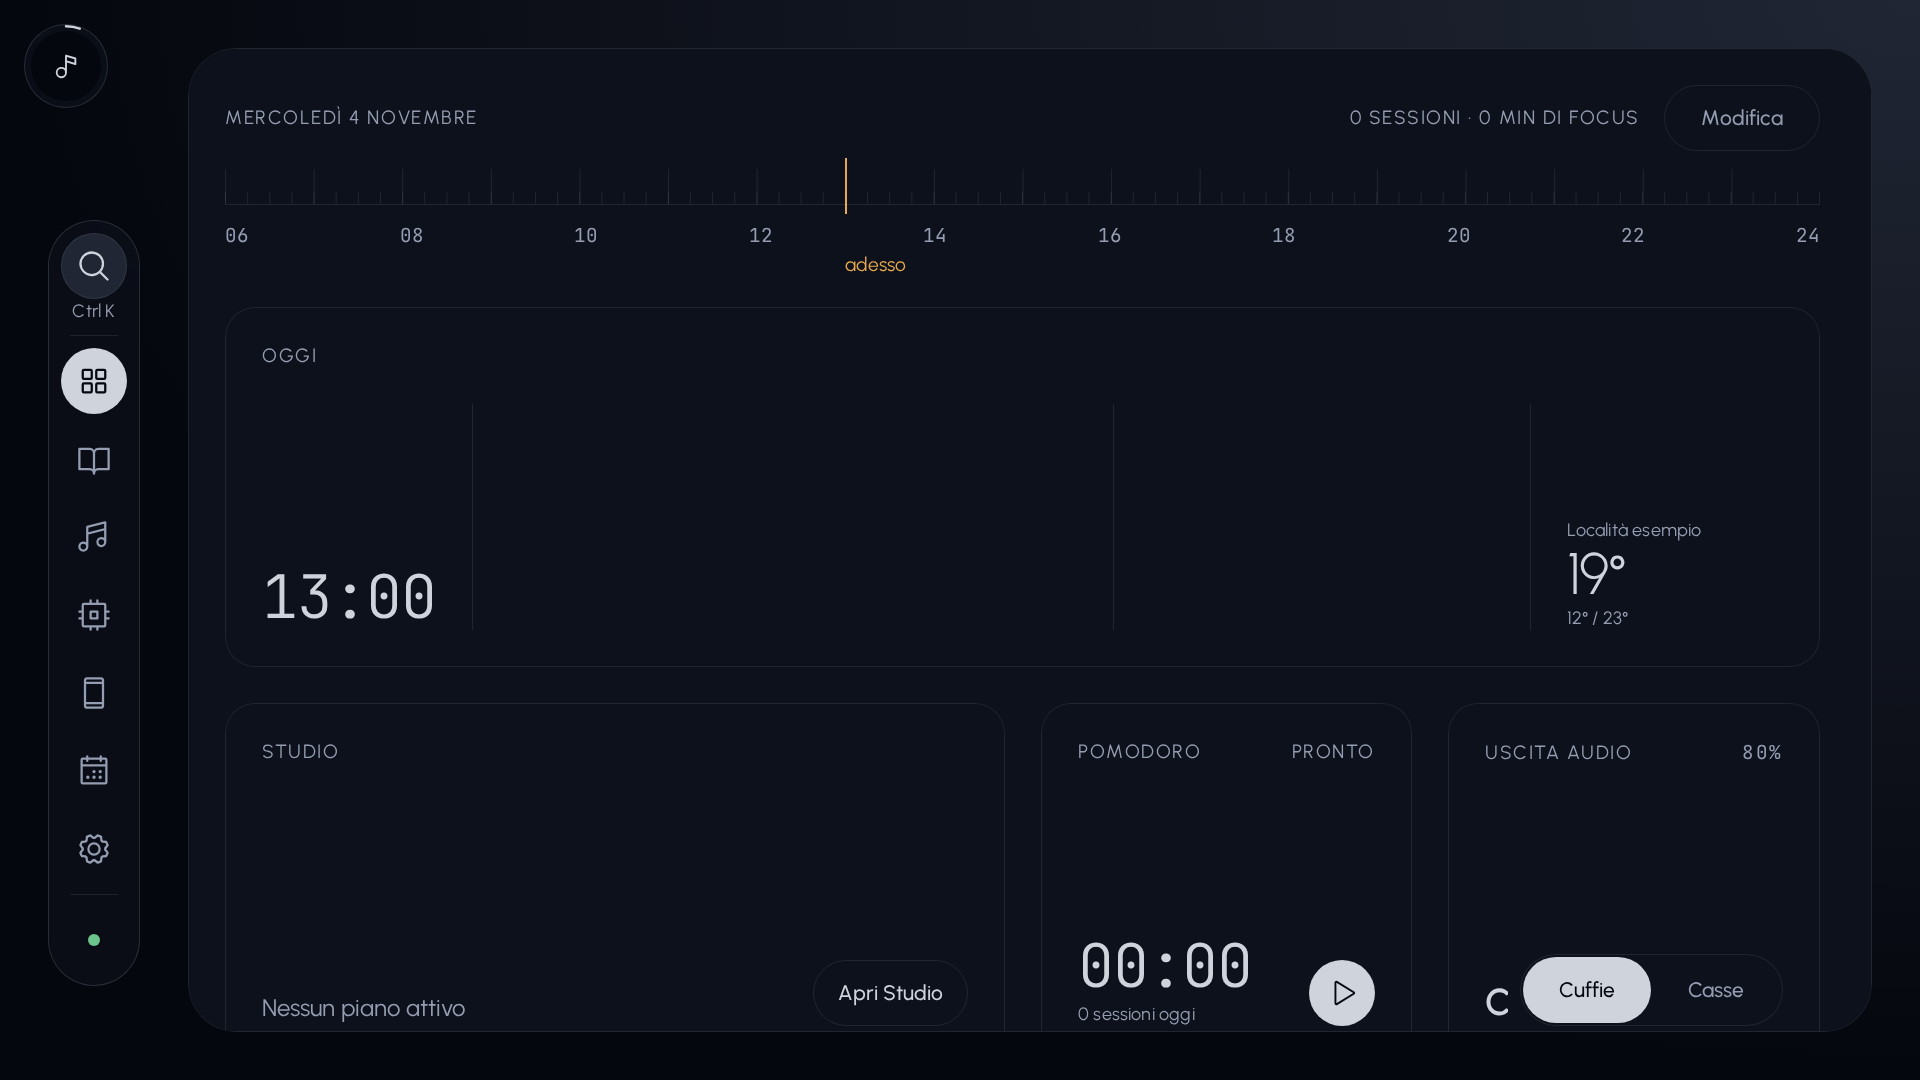 MERCOLEDÌ 4 NOVEMBRE
0 SESSIONI · 0 MIN DI FOCUS
Modifica
06 08 10 12 14 16 18 20 22 24
adesso
Ctrl K
OGGI
13:00
Località esempio
19°
12° / 23°
STUDIO
Nessun piano attivo
Apri Studio
POMODORO
PRONTO
00:00
0 sessioni oggi
USCITA AUDIO
80%
C
Cuffie
Casse